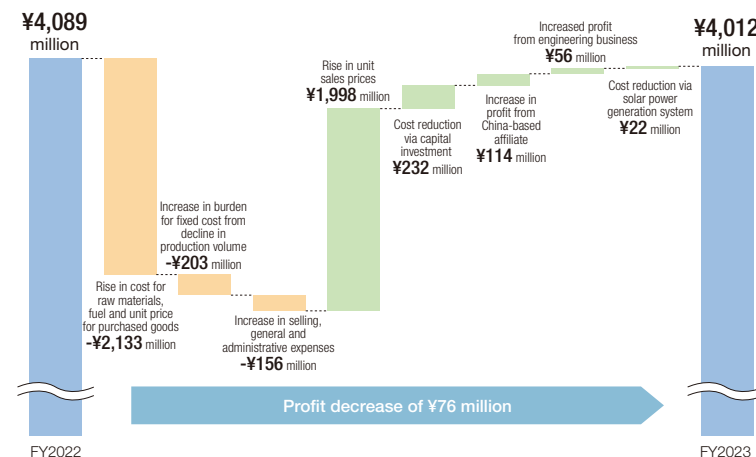 ¥4,089
million
Increase in burden
for fixed cost from
decline in
production volume
-¥203 million
Rise in cost for
raw materials,
fuel and unit price
for purchased goods
-¥2,133 million
Increase in selling,
general and
administrative expenses
-¥156 million
Rise in unit
sales prices
¥1,998 million
Cost reduction
via capital
investment
¥232 million
Increase in
profit from
China-based
affiliate
¥114 million
Increased profit
from engineering business
¥56 million
Cost reduction via
solar power
generation system
¥22 million
¥4,012
million
Profit decrease of ¥76 million
FY2022
FY2023